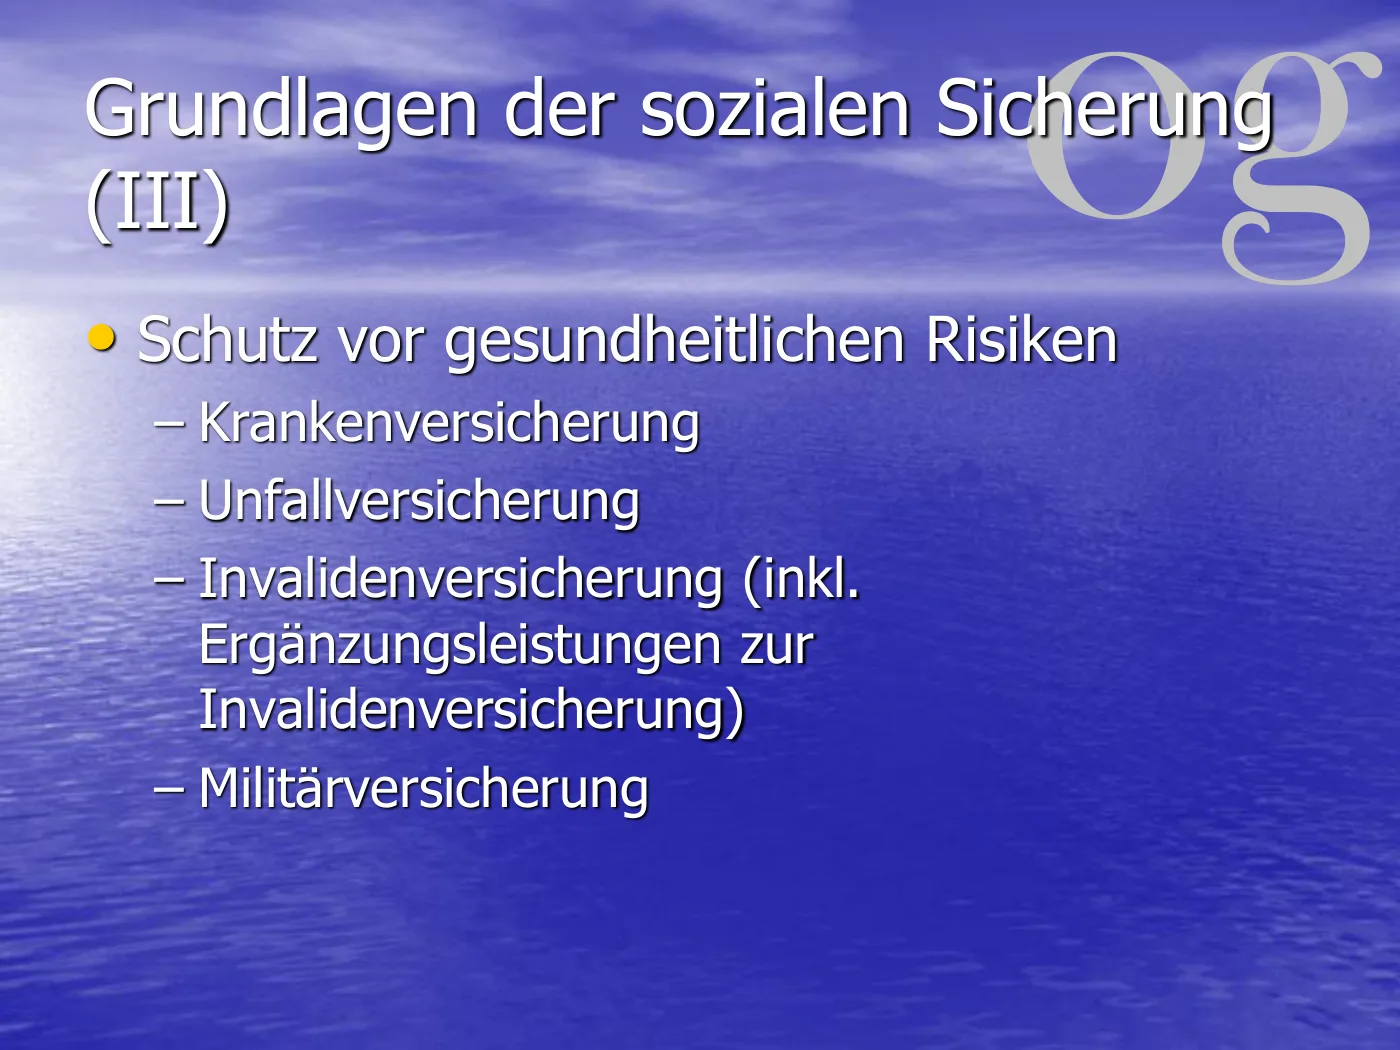 og
Grundlagen der sozialen Sicherung
(III)
• Schutz vor gesundheitlichen Risiken
– Krankenversicherung
– Unfallversicherung
– Invalidenversicherung (inkl.
Ergänzungsleistungen zur
Invalidenversicherung)
– Militärversicherung